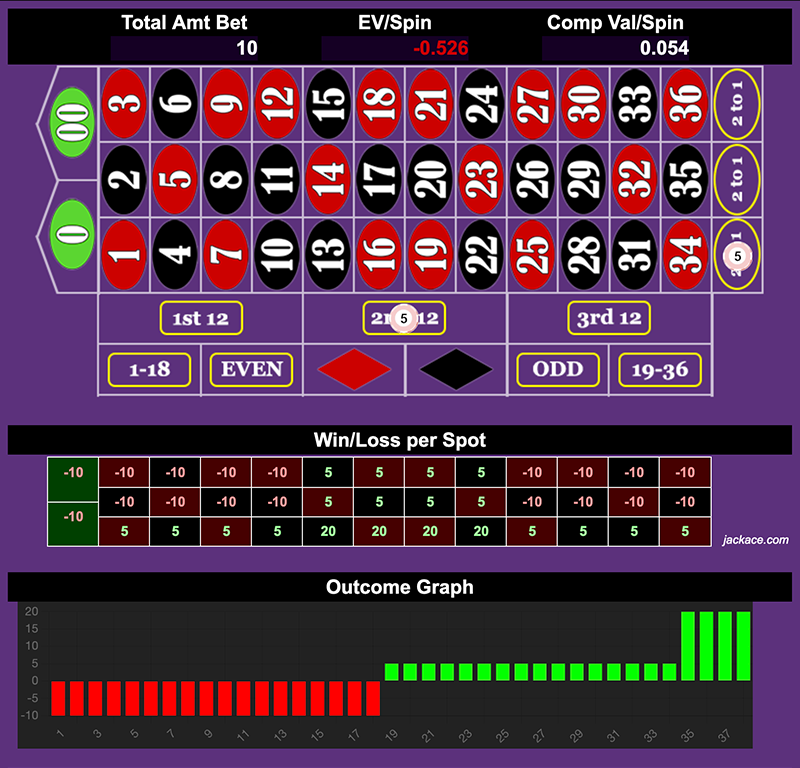 Total Amt Bet EV/Spin Comp Val/Spin
10 -0.526 0.054
00 3 6 9 12 15 18 21 24 27 30 33 36 2 to 1
2 5 8 11 14 17 20 23 26 29 32 35 2 to 1
0 1 4 7 10 13 16 19 22 25 28 31 34 2 1
5
1st 12 2n 12 3rd 12
5
1-18 EVEN ODD 19-36
Win/Loss per Spot
-10 -10 -10 -10 -10 5 5 5 5 -10 -10 -10 -10
-10 -10 -10 -10 5 5 5 5 -10 -10 -10 -10
-10 5 5 5 5 20 20 20 20 5 5 5 5
jackace.com
Outcome Graph
20
15
10
5
0
-5
-10
1 3 5 7 9 11 13 15 17 19 21 23 25 27 29 31 33 35 37